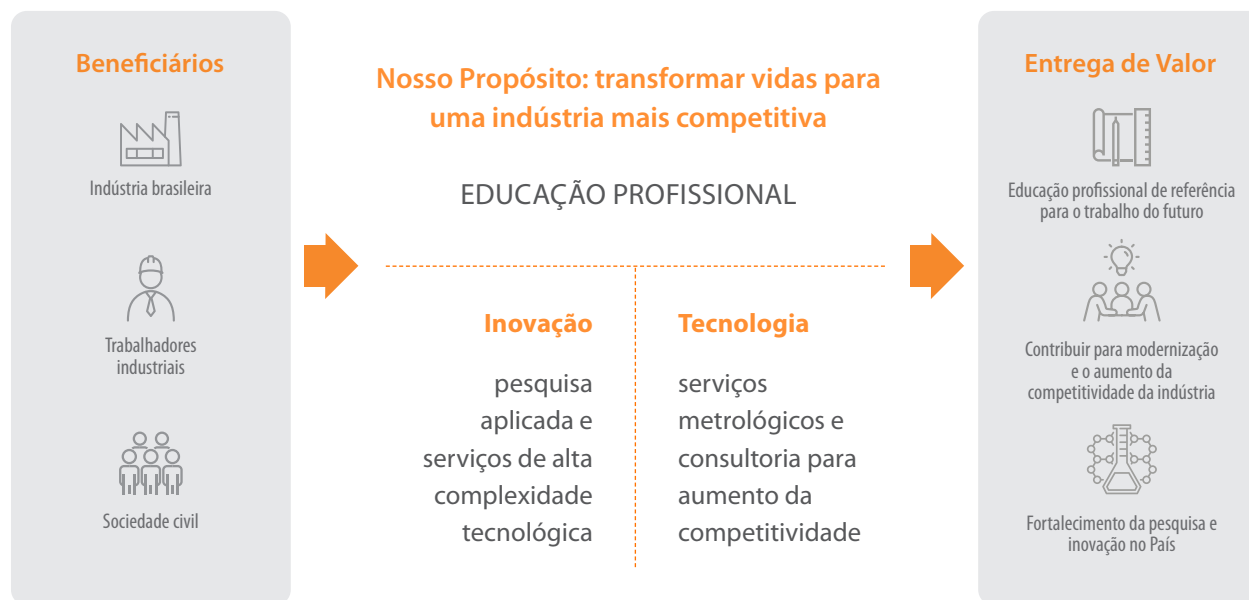 Beneficiários
Indústria brasileira
Trabalhadores
industriais
Sociedade civil
Nosso Propósito: transformar vidas para
uma indústria mais competitiva
EDUCAÇÃO PROFISSIONAL
Inovação
pesquisa
aplicada e
serviços de alta
complexidade
tecnológica
Tecnologia
serviços
metrológicos e
consultoria para
aumento da
competitividade
Entrega de Valor
Educação profissional de referência
para o trabalho do futuro
Contribuir para modernização
e o aumento da
competitividade da indústria
Fortalecimento da pesquisa e
inovação no País